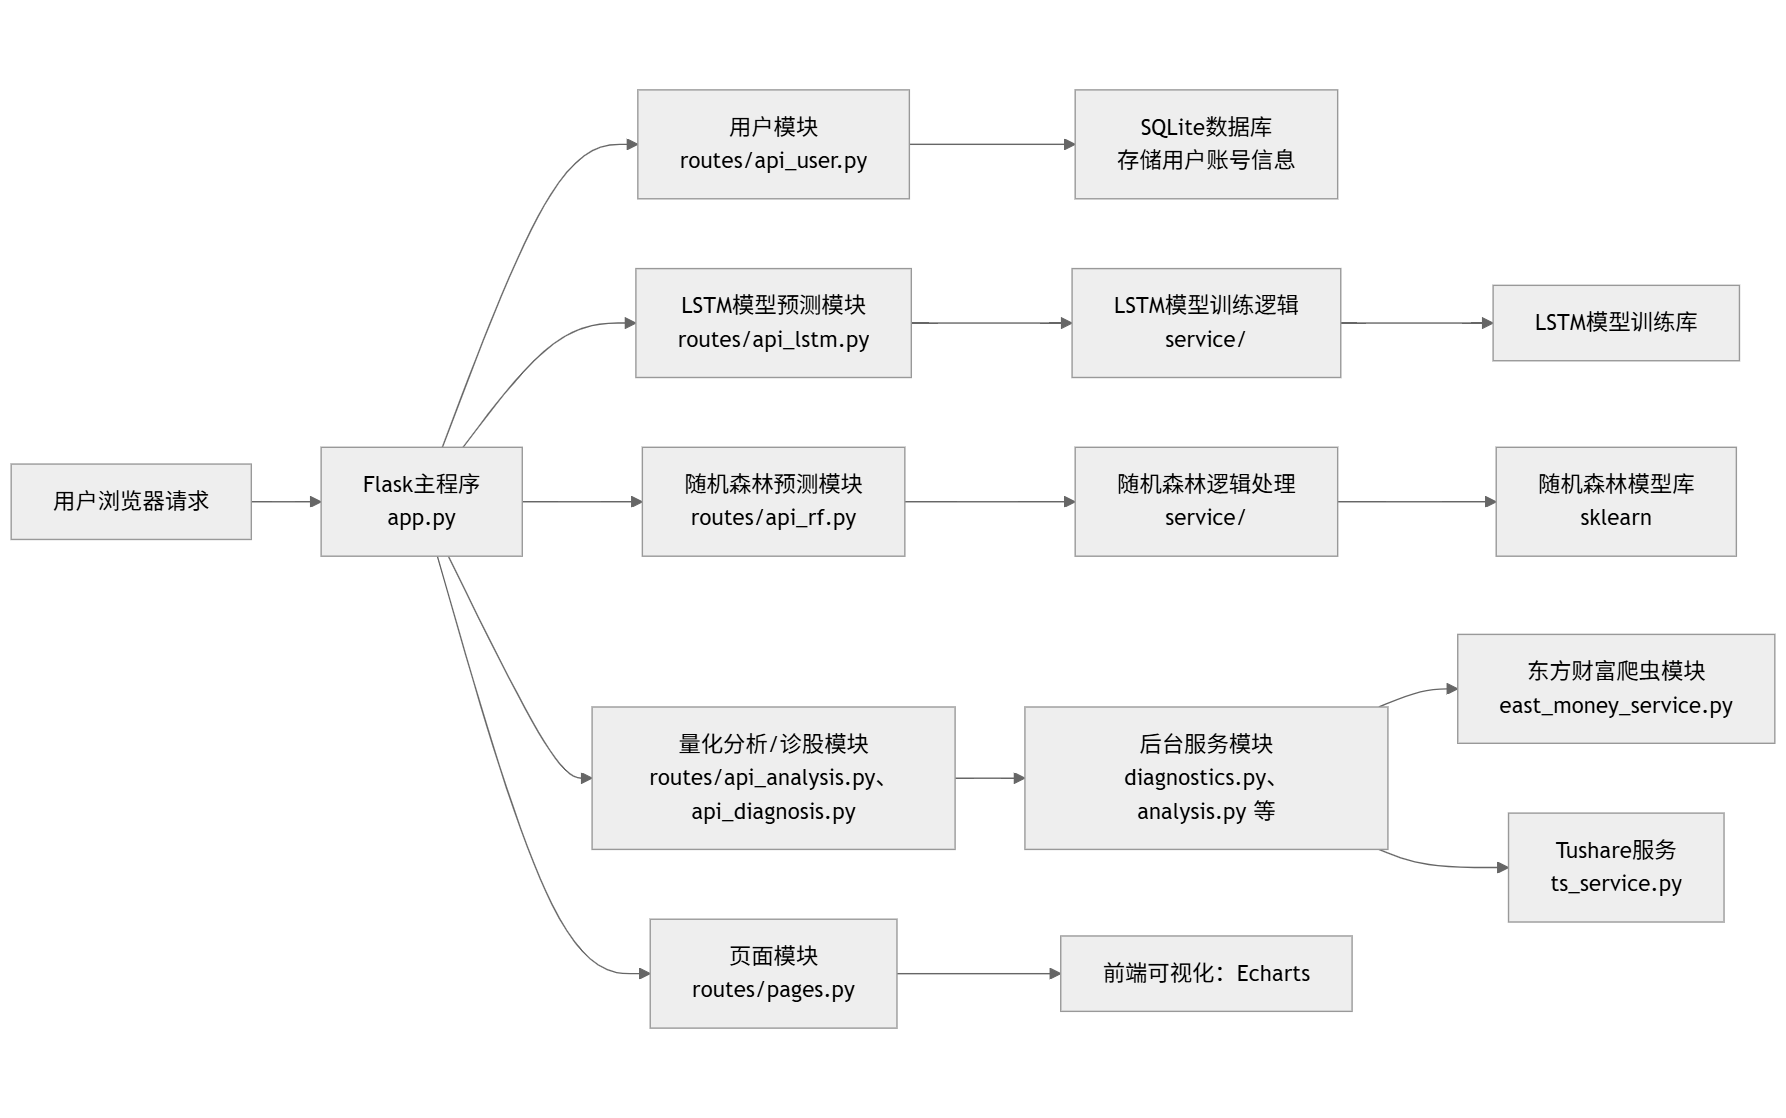 用户浏览器请求
Flask主程序
app.py
用户模块
routes/api_user.py
SQLite数据库
存储用户账号信息
LSTM模型预测模块
routes/api_lstm.py
LSTM模型训练逻辑
service/
LSTM模型训练库
随机森林预测模块
routes/api_rf.py
随机森林逻辑处理
service/
随机森林模型库
sklearn
量化分析/诊股模块
routes/api_analysis.py、
api_diagnosis.py
后台服务模块
diagnostics.py、
analysis.py 等
东方财富爬虫模块
east_money_service.py
Tushare服务
ts_service.py
页面模块
routes/pages.py
前端可视化：Echarts